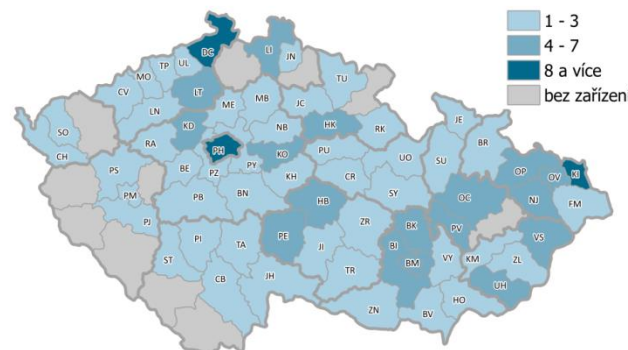 1 - 3
4 - 7
8 a více
bez zařízení
DC
LI
JN
UL
TP
MO
CV
LT
LN
ME
MB
JC
TU
SO
CH
RA
KD
PH
NB
HK
RK
JE
BR
KO
PY
PU
UO
SU
PS
BE
PZ
KH
CR
OP
OV
KI
PM
PB
BN
SY
OC
NJ
FM
HB
PJ
PI
TA
PE
ZR
BK
PV
VS
ST
JI
BI
BM
VY
KM
ZL
CB
JH
TR
UH
ZN
BV
HO